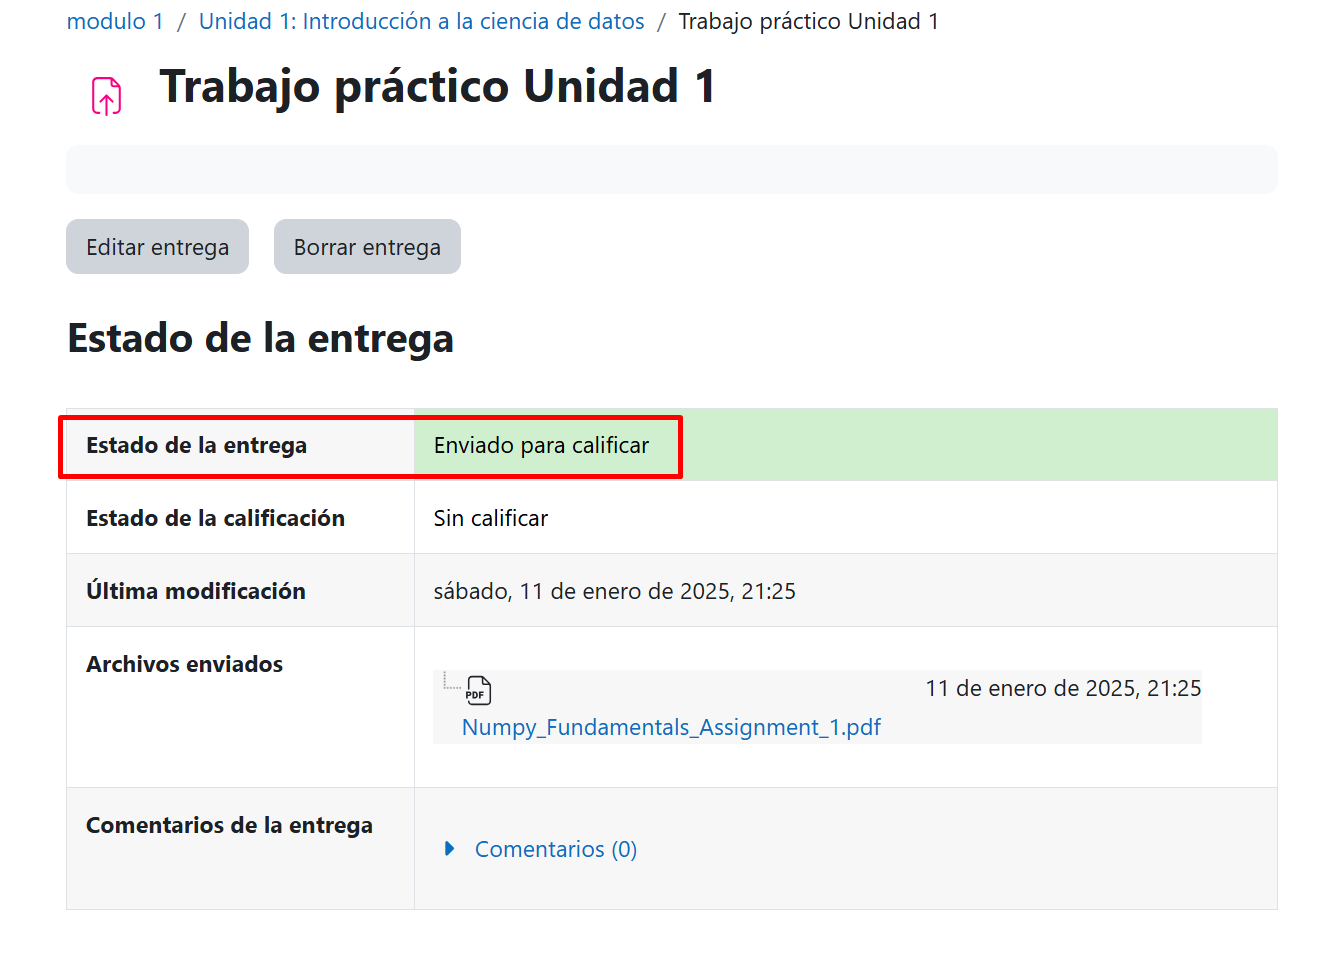 modulo 1 / Unidad 1: Introducción a la ciencia de datos / Trabajo práctico Unidad 1
Trabajo práctico Unidad 1
Editar entrega Borrar entrega
Estado de la entrega
Estado de la entrega Enviado para calificar
Estado de la calificación Sin calificar
Última modificación sábado, 11 de enero de 2025, 21:25
Archivos enviados
PDF 11 de enero de 2025, 21:25
Numpy_Fundamentals_Assignment_1.pdf
Comentarios de la entrega
Comentarios (0)